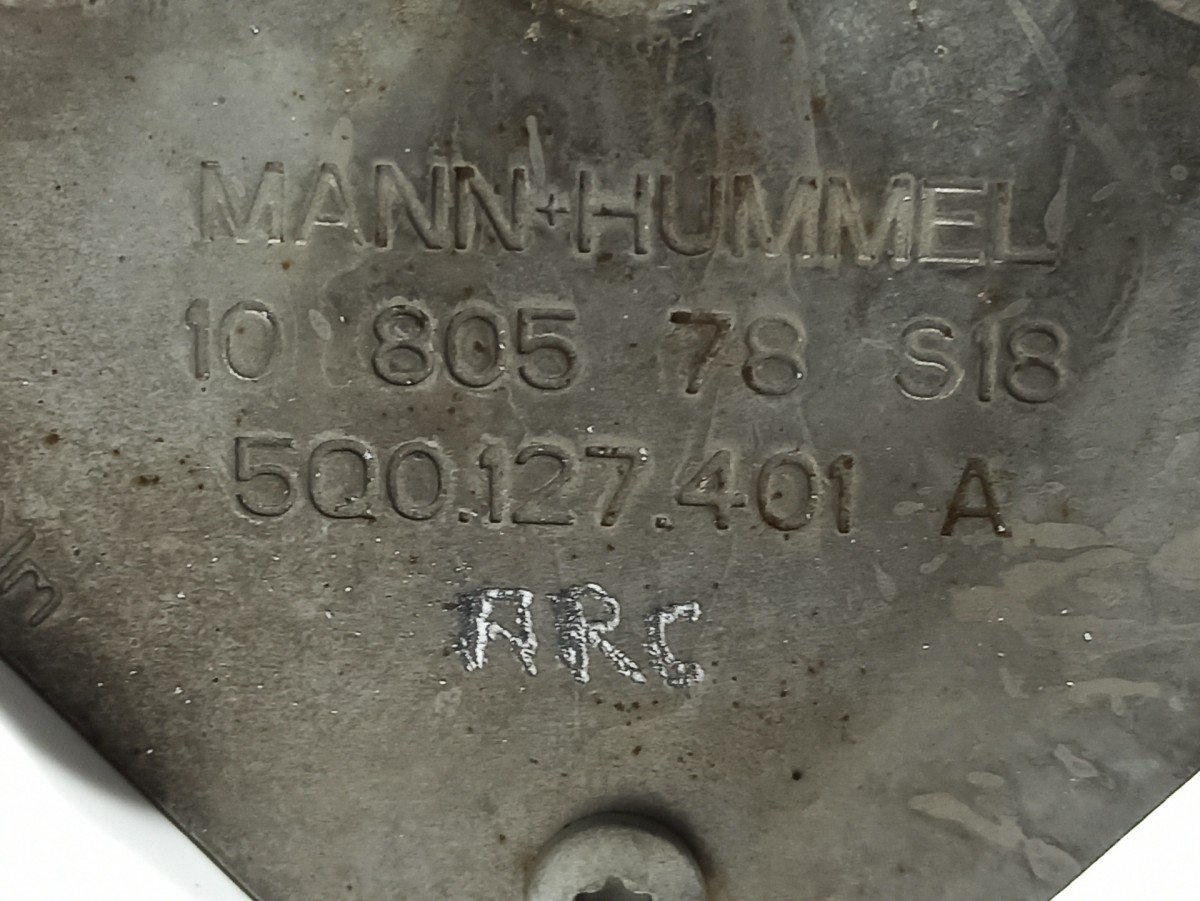 MANN+HUMMEL
10 805 78 S18
5Q0.127.401 A
ARC